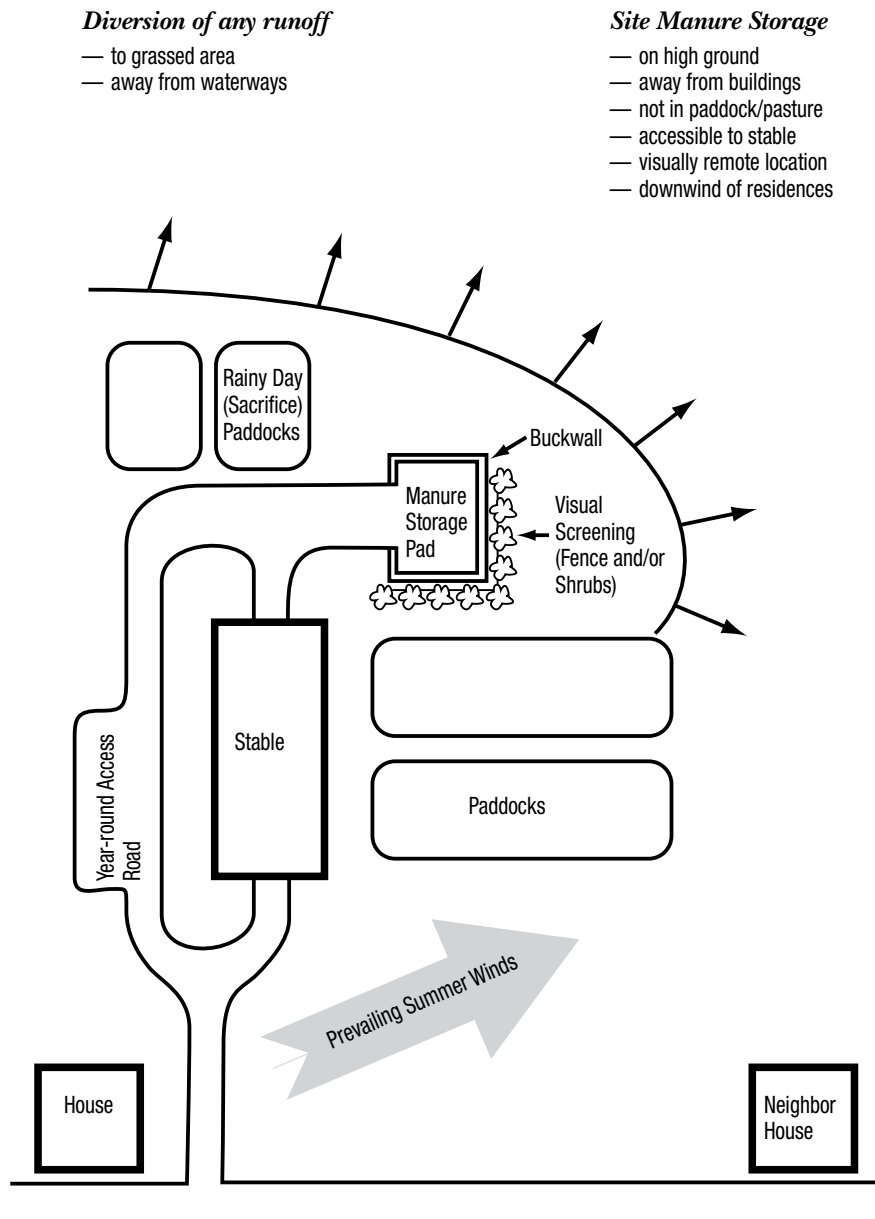 Diversion of any runoff
— to grassed area
— away from waterways
Site Manure Storage
— on high ground
— away from buildings
— not in paddock/pasture
— accessible to stable
— visually remote location
— downwind of residences
Rainy Day
(Sacrifice)
Paddocks
Buckwall
Manure
Storage
Pad
Visual
Screening
(Fence and/or
Shrubs)
Stable
Year-round Access
Road
Paddocks
Prevailing Summer Winds
House
Neighbor
House